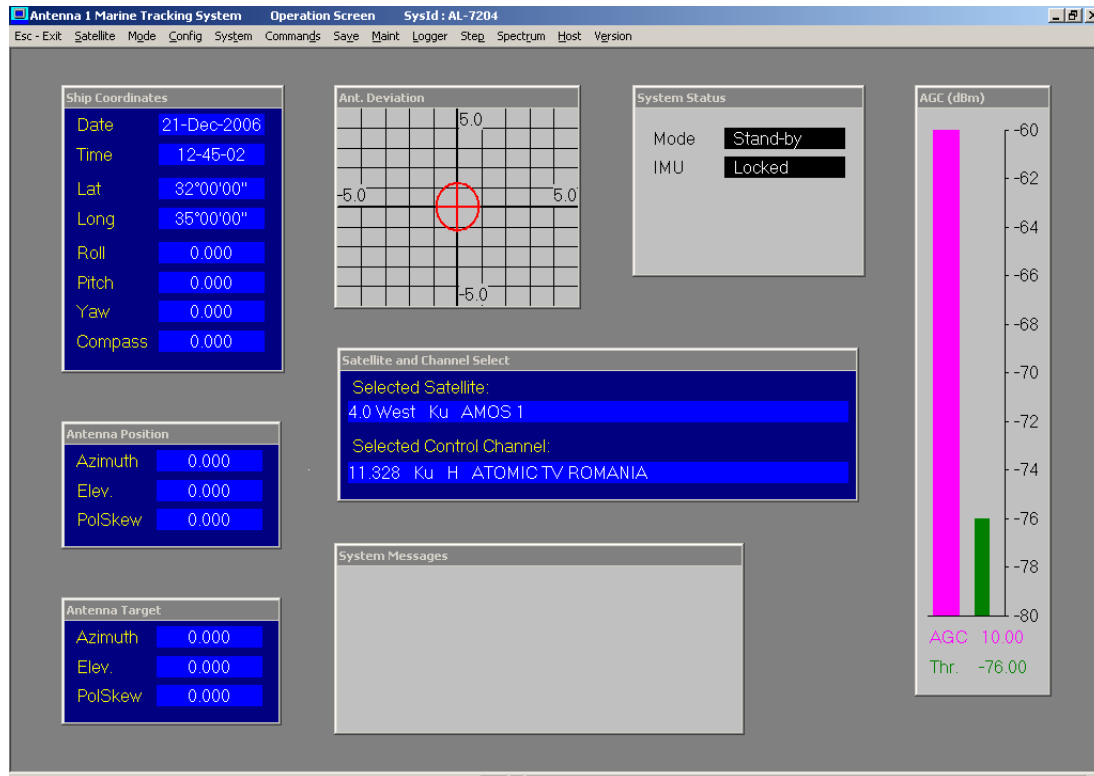 Antenna 1 Marine Tracking System Operation Screen SysId : AL-7204
Esc - Exit Satellite Mode Config System Commands Save Maint Logger Step Spectrum Host Version
Ship Coordinates
Date 21-Dec-2006
Time 12-45-02
Lat 32°00'00"
Long 35°00'00"
Roll 0.000
Pitch 0.000
Yaw 0.000
Compass 0.000
Antenna Position
Azimuth 0.000
Elev. 0.000
PolSkew 0.000
Antenna Target
Azimuth 0.000
Elev. 0.000
PolSkew 0.000
Ant. Deviation
5.0
-5.0 5.0
-5.0
System Status
Mode Stand-by
IMU Locked
Satellite and Channel Select
Selected Satellite:
4.0 West Ku AMOS 1
Selected Control Channel:
11.328 Ku H ATOMIC TV ROMANIA
System Messages
AGC (dBm)
-60
-62
-64
-66
-68
-70
-72
-74
-76
-78
-80
AGC 10.00
Thr. -76.00